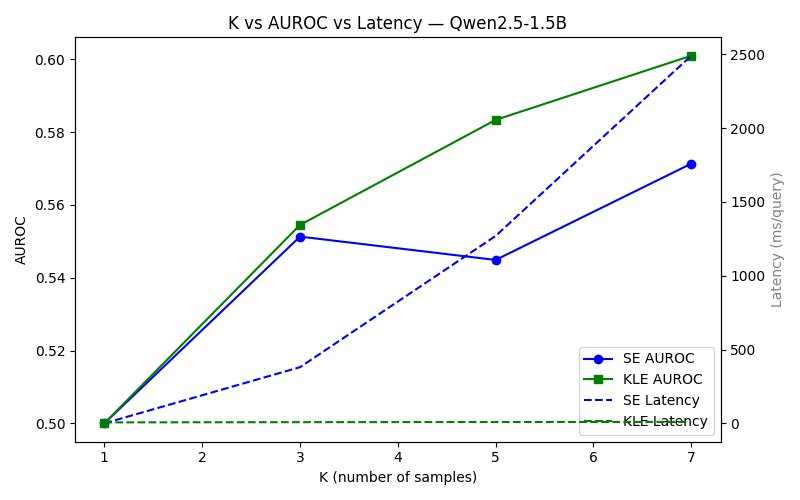 K vs AUROC vs Latency — Qwen2.5-1.5B
AUROC
0.60
0.58
0.56
0.54
0.52
0.50
2500
2000
1500
1000
500
0
Latency (ms/query)
SE AUROC
KLE AUROC
SE Latency
KLE Latency
1 2 3 4 5 6 7
K (number of samples)